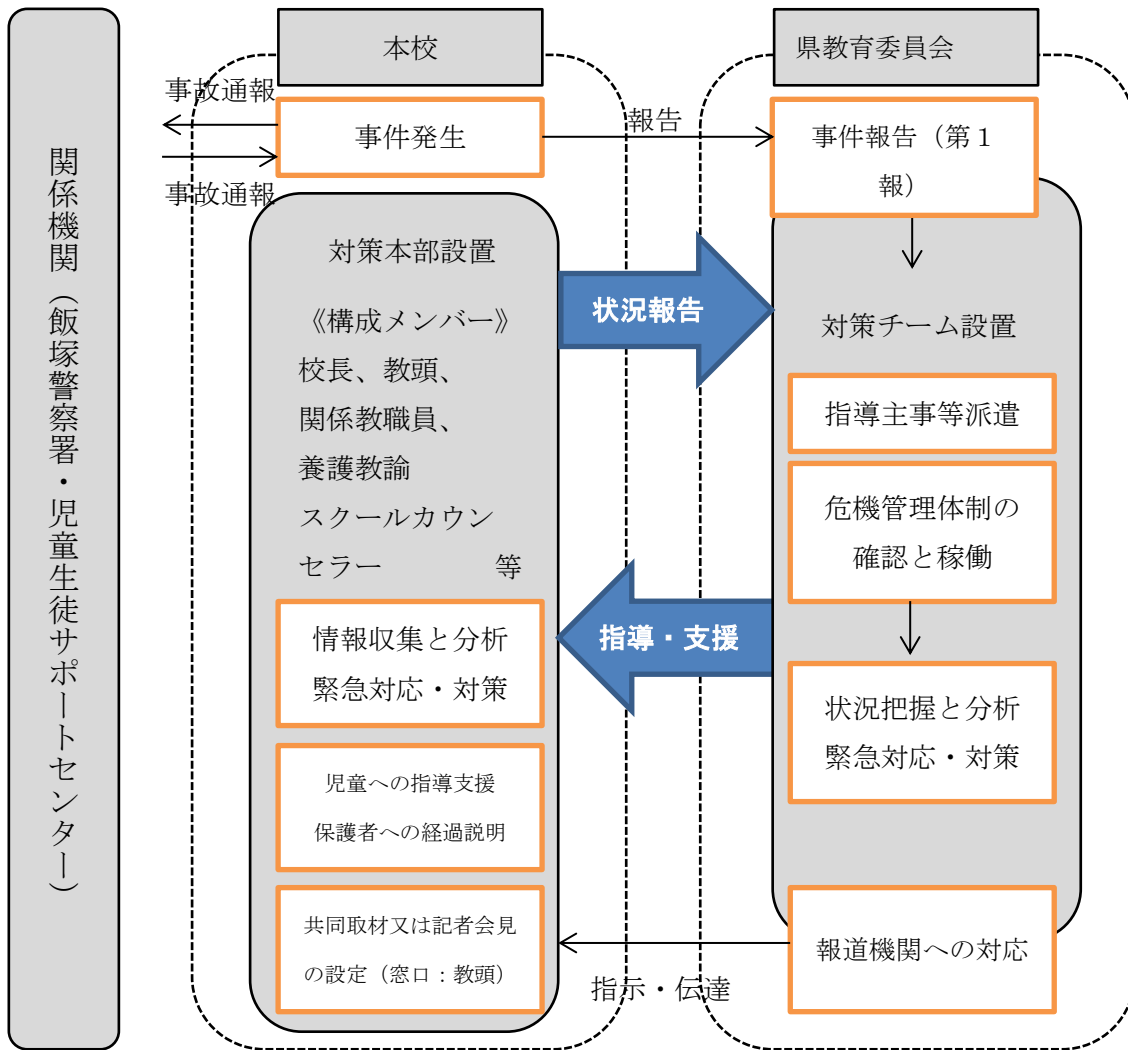 関係機関（飯塚警察署・児童生徒サポートセンター）
本校
事故通報
事件発生
事故通報
報告
対策本部設置
《構成メンバー》
校長、教頭、
関係教職員、
養護教諭
スクールカウン
セラー　　　　等
情報収集と分析
緊急対応・対策
児童への指導支援
保護者への経過説明
共同取材又は記者会見
の設定（窓口：教頭）
状況報告
指導・支援
指示・伝達
県教育委員会
事件報告（第１
報）
対策チーム設置
指導主事等派遣
危機管理体制の
確認と稼働
状況把握と分析
緊急対応・対策
報道機関への対応